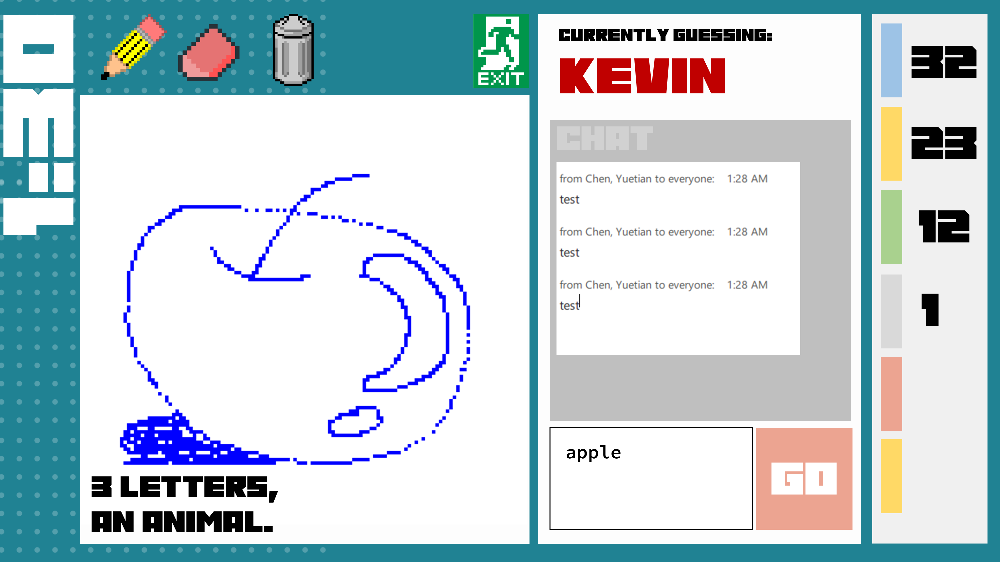 1:30
EXIT
CURRENTLY GUESSING:
KEVIN
CHAT
from Chen, Yuetian to everyone: 1:28 AM
test
from Chen, Yuetian to everyone: 1:28 AM
test
from Chen, Yuetian to everyone: 1:28 AM
test
apple
GO
3 LETTERS,
AN ANIMAL.
32
23
12
1